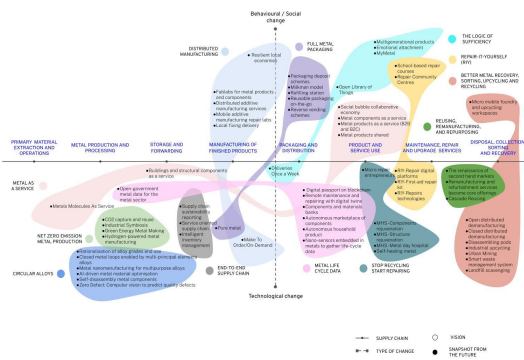 Behavioural / Social
change
DISTRIBUTED
MANUFACTURING
FULL METAL
PACKAGING
Resilient local
economies
Multigenerational products
Emotional attachment
MyMetal
THE LOGIC OF
SUFFICIENCY
REPAIR-IT-YOURSELF
(RIY)
BETTER METAL RECOVERY,
SORTING, UPCYCLING AND
RECYCLING
School-based repair
courses
Repair Community
Centres
Fablabs for metal products
and components
Distributed additive
manufacturing services
Mobile additive
manufacturing repair labs
Local fixing delivery
Packaging deposit
schemes
Milkman model
Refilling station
Reusable packaging
on-the-go
Reverse vending
schemes
Open Library of
Things
Social bubble collaborative
economy
Metal components as a service
Metal products as a service (B2B
and B2C)
Metal products shared
Micro mobile foundry
and upcycling
workspaces
REUSING,
REMANUFACTURING,
AND REPURPOSING
PRIMARY MATERIAL
EXTRACTION AND
OPERATIONS
METAL PRODUCTION AND
PROCESSING
STORAGE AND
FORWARDING
MANUFACTURING OF
FINISHED PRODUCTS
PACKAGING AND
DISTRIBUTION
PRODUCT AND
SERVICE USE
MAINTENANCE, REPAIR
AND UPGRADE SERVICES
DISPOSAL COLLECTION
SORTING
AND RECOVERY
METAL AS
A SERVICE
Buildings and structural components
as a service
Deliveries
Once a Week
Micro repair
entrepreneurs
RIY Repair digital
platforms
RIY First-aid repair
kit
RIY Repairs
technologies
The renaissance of
second hand markets
Remanufacturing and
refurbishment services
become core offerings
Cascade Reusing
Open government
metal data for the metal
sector
Metals Molecules As Service
Digital passport on blockchain
Remote maintenance and
repairing with digital twins
Components and materials
banks
Autonomous marketplace of
components
Autonomous household
product
Nano-sensors embedded in
metals to gather life-cycle
data
NET ZERO EMISSION
METAL PRODUCTION
CO2 capture and reuse
Industrial Symbiosis
Green Energy Metal Making
Hydrogen-powered metal
manufacturing
Supply chain
sustainability
reporting
Service oriented
supply chain
Intelligent
inventory
management
Pure metal
Make To
Order/On Demand
MHS -Components
rejuvenation
MHS -Structure
rejuvenation
MHS -Metal day hospital
Self-healing metal
Open distributed
demanufacturing
Closed distributed
demanufacturing
Disassembling pods
Industrial upcycling
Urban Mining
Smart waste
management system
Landfill scavenging
CIRCULAR ALLOYS
Rationalisation of alloy grades and use
Closed metal loops enabled by multi-principal element
alloys
Metal nanomanufacturing for multipurpose alloys
AI driven metal material optimisation
Self-disassembly metal components
Zero Defect: Computer vision to predict quality defects
END-TO-END
SUPPLY CHAIN
METAL LIFE
CYCLE DATA
STOP RECYCLING
START REPAIRING
Technological change
SUPPLY CHAIN
TYPE OF CHANGE
VISION
SNAPSHOT FROM
THE FUTURE